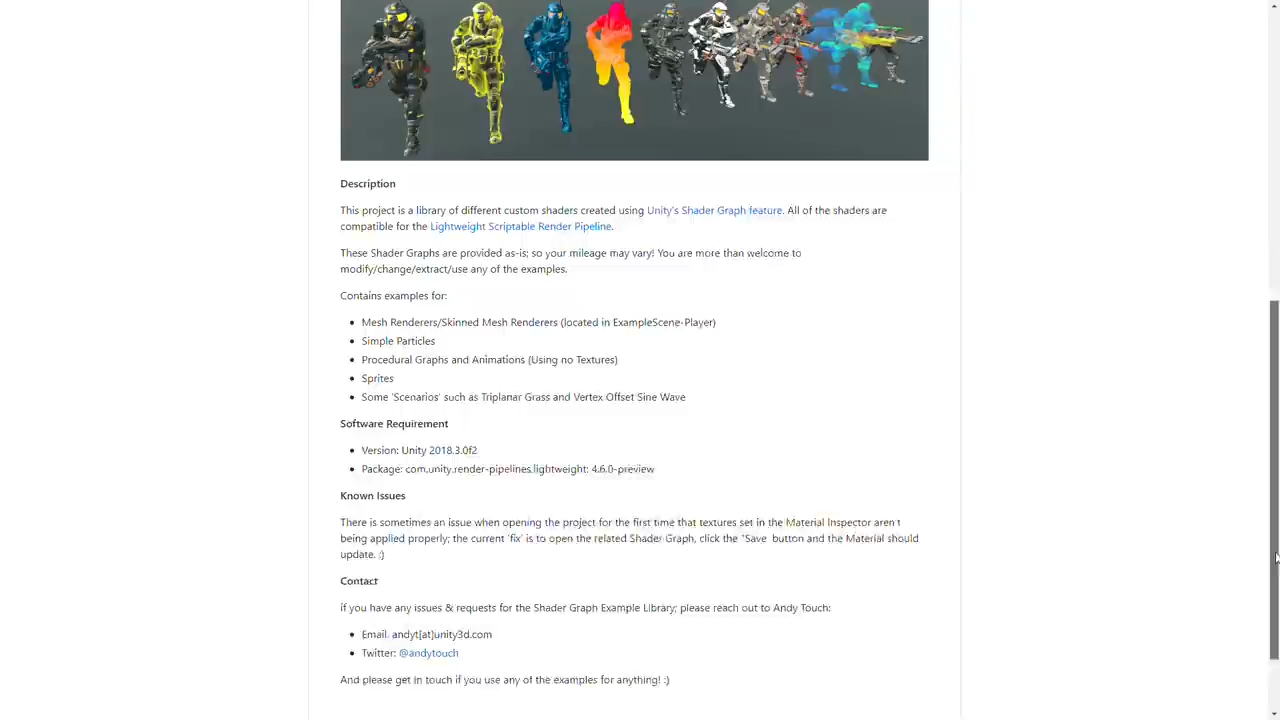 Description
This project is a library of different custom shaders created using Unity's Shader Graph feature. All of the shaders are
compatible for the Lightweight Scriptable Render Pipeline.
These Shader Graphs are provided as-is; so your mileage may vary! You are more than welcome to
modify/change/extract/use any of the examples.
Contains examples for:
• Mesh Renderers/Skinned Mesh Renderers (located in ExampleScene-Player)
• Simple Particles
• Procedural Graphs and Animations (Using no Textures)
• Sprites
• Some 'Scenarios' such as Triplanar Grass and Vertex Offset Sine Wave
Software Requirement
• Version: Unity 2018.3.0f2
• Package: com.unity.render-pipelines.lightweight: 4.6.0-preview
Known Issues
There is sometimes an issue when opening the project for the first time that textures set in the Material Inspector aren't
being applied properly; the current 'fix' is to open the related Shader Graph, click the 'Save' button and the Material should
update. :)
Contact
if you have any issues & requests for the Shader Graph Example Library; please reach out to Andy Touch:
• Email: andyt[at]unity3d.com
• Twitter: @andytouch
And please get in touch if you use any of the examples for anything! :)